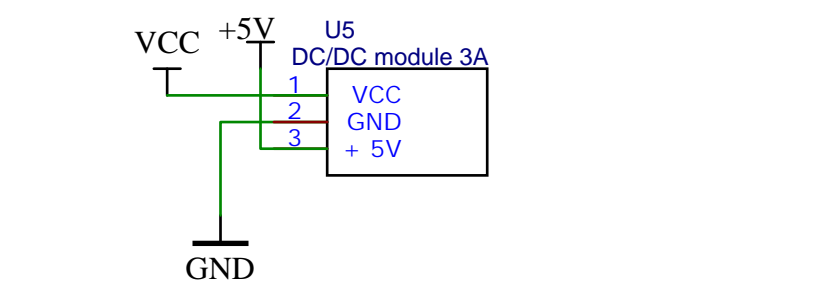 VCC
+5V
U5
DC/DC module 3A
1
VCC
2
GND
3
+ 5V
GND